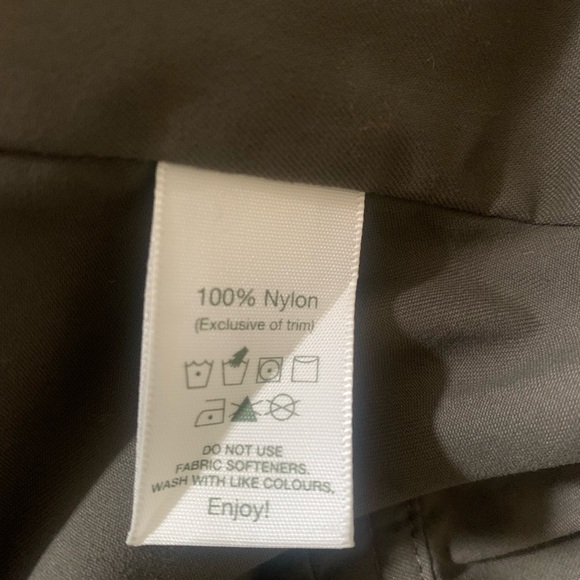 100% Nylon
(Exclusive of trim)
DO NOT USE
FABRIC SOFTENERS.
WASH WITH LIKE COLOURS,
Enjoy!